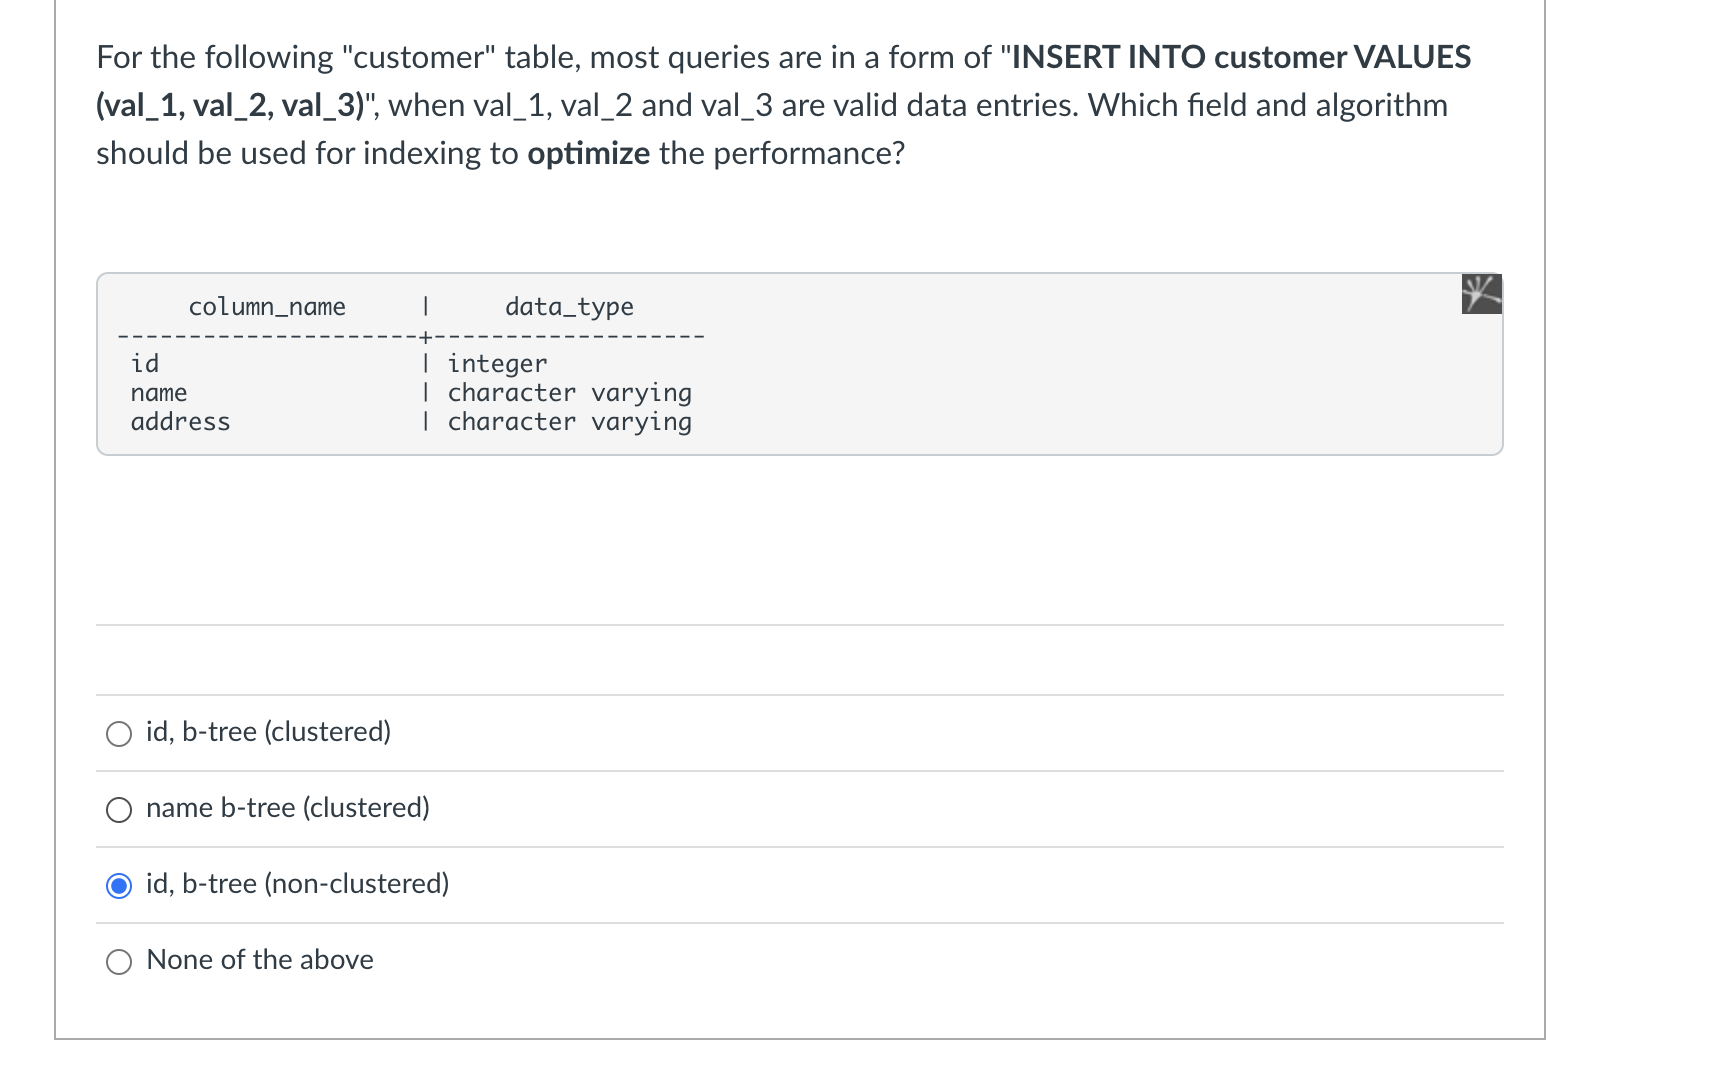 For the following "customer" table, most queries are in a form of "INSERT INTO customer VALUES
(val_1, val_2, val_3)", when val_1, val_2 and val_3 are valid data entries. Which field and algorithm
should be used for indexing to optimize the performance?
column_name | data_type
---------------------+-------------------
id | integer
name | character varying
address | character varying
id, b-tree (clustered)
name b-tree (clustered)
id, b-tree (non-clustered)
None of the above